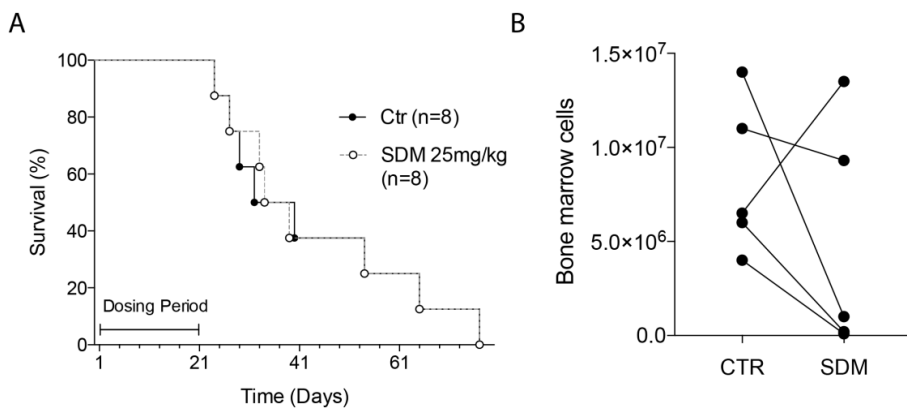 A
100
80
60
40
20
0
Survival (%)
Ctr (n=8)
SDM 25mg/kg
(n=8)
Dosing Period
1 21 41 61
Time (Days)
B
1.5×10⁷
1.0×10⁷
5.0×10⁶
0.0
Bone marrow cells
CTR SDM